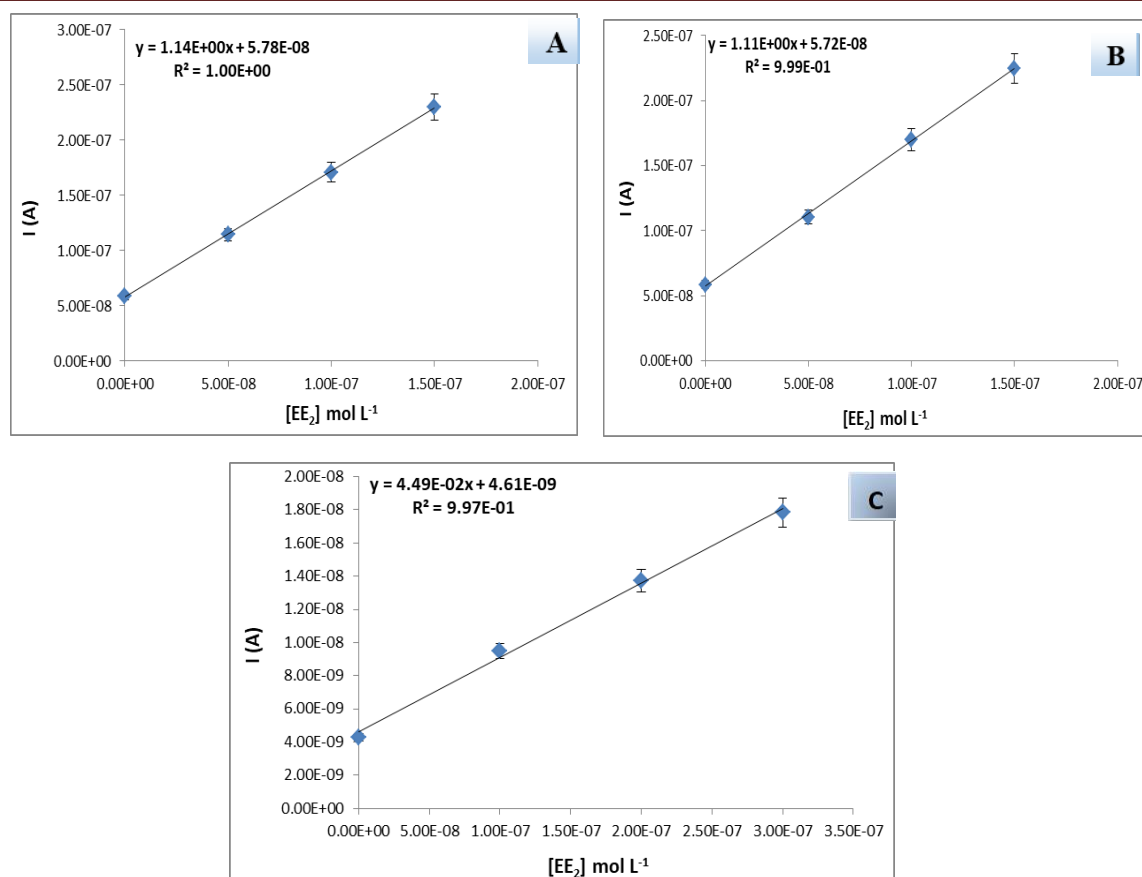 y = 1.14E+00x + 5.78E-08
R² = 1.00E+00
A
3.00E-07
2.50E-07
2.00E-07
1.50E-07
1.00E-07
5.00E-08
0.00E+00
I (A)
0.00E+00 5.00E-08 1.00E-07 1.50E-07 2.00E-07
[EE₂] mol L⁻¹
y = 1.11E+00x + 5.72E-08
R² = 9.99E-01
B
2.50E-07
2.00E-07
1.50E-07
1.00E-07
5.00E-08
0.00E+00
I (A)
0.00E+00 5.00E-08 1.00E-07 1.50E-07 2.00E-07
[EE₂] mol L⁻¹
y = 4.49E-02x + 4.61E-09
R² = 9.97E-01
C
2.00E-08
1.80E-08
1.60E-08
1.40E-08
1.20E-08
1.00E-08
8.00E-09
6.00E-09
4.00E-09
2.00E-09
0.00E+00
I (A)
0.00E+00 5.00E-08 1.00E-07 1.50E-07 2.00E-07 2.50E-07 3.00E-07 3.50E-07
[EE₂] mol L⁻¹